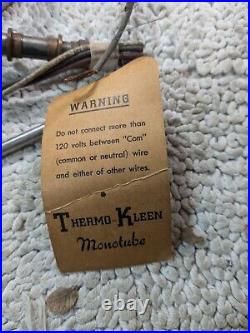 WARNING
Do not connect more than
120 volts between "Com"
(common or neutral) wire
and either of other wires.
THERMO-KLEEN
Monotube